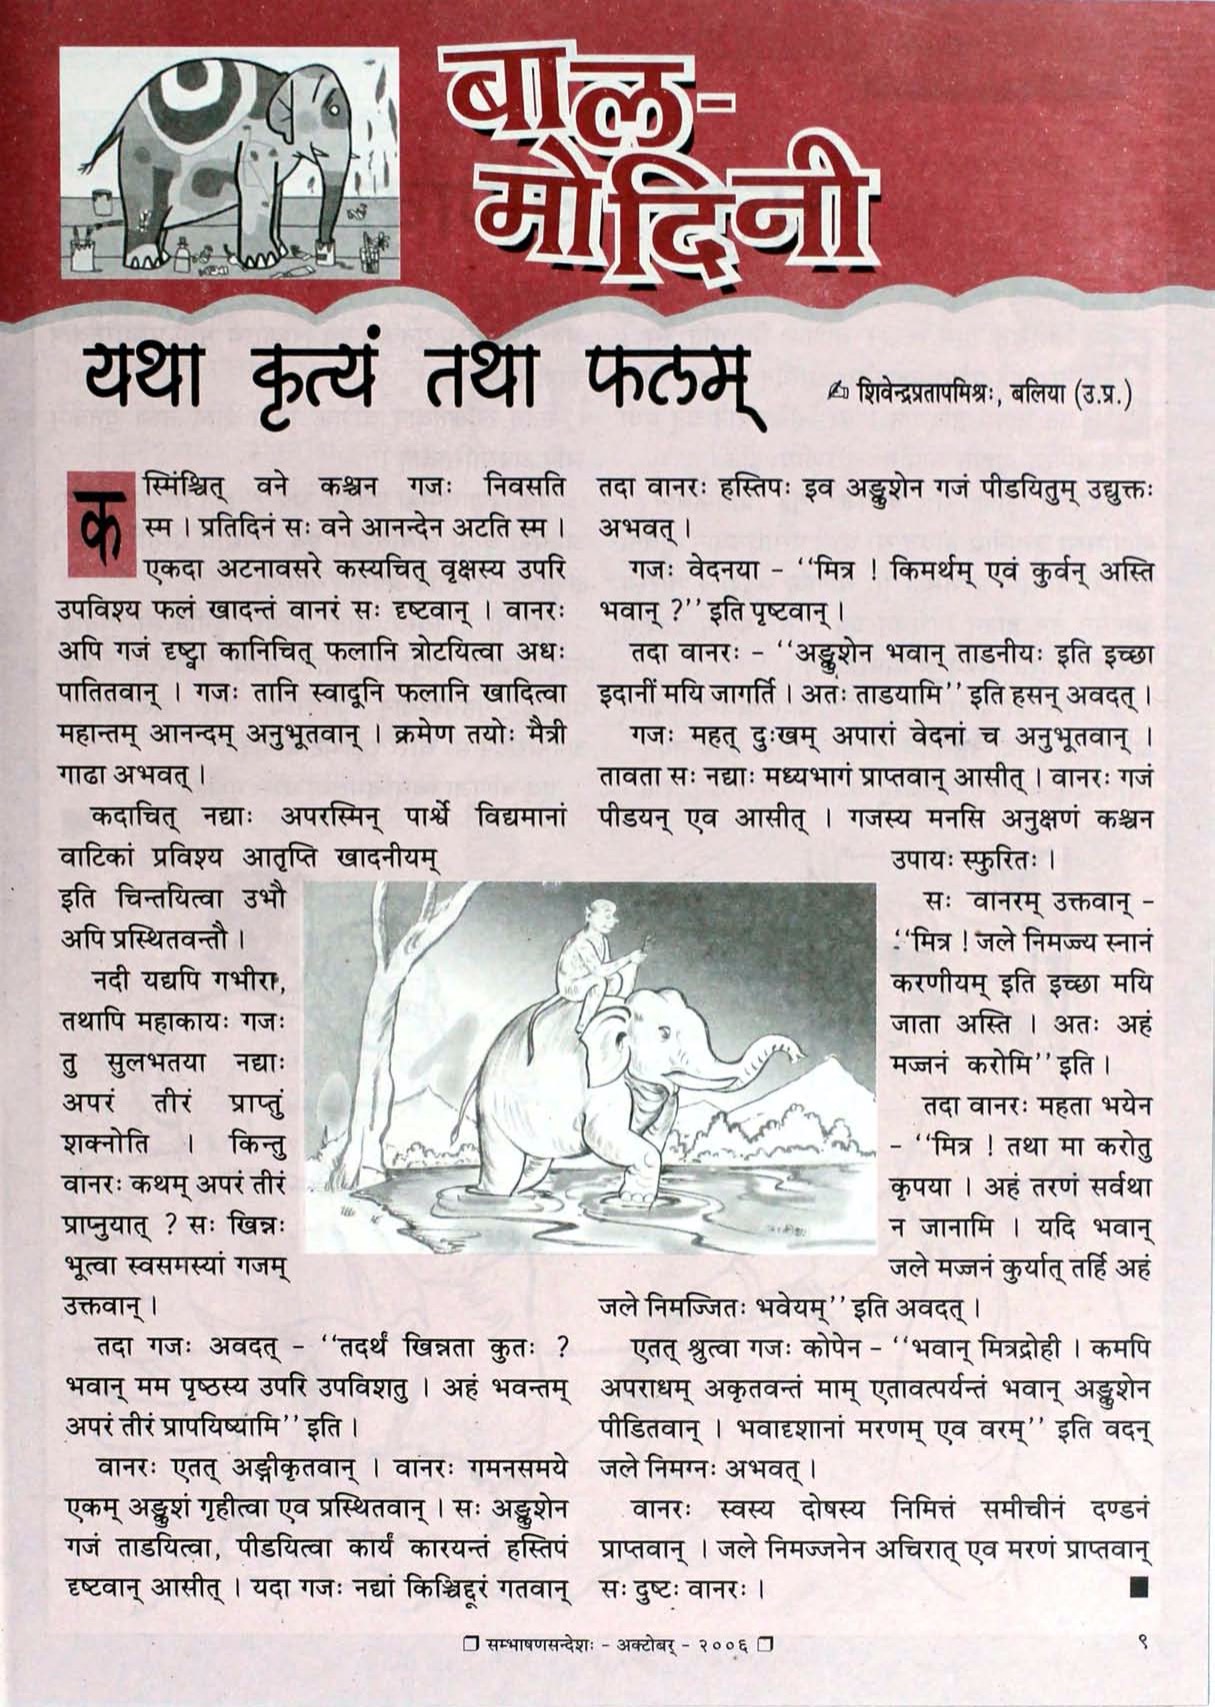 बाल-
मोदिनी
यथा कृत्यं तथा फलम्
✍ शिवेन्द्रप्रतापमिश्रः, बलिया (उ.प्र.)
कस्मिंश्चित् वने कश्चन गजः निवसति
स्म । प्रतिदिनं सः वने आनन्देन अटति स्म ।
एकदा अटनावसरे कस्यचित् वृक्षस्य उपरि
उपविश्य फलं खादन्तं वानरं सः दृष्टवान् । वानरः
अपि गजं दृष्ट्वा कानिचित् फलानि त्रोटयित्वा अधः
पातितवान् । गजः तानि स्वादूनि फलानि खादित्वा
महान्तम् आनन्दम् अनुभूतवान् । क्रमेण तयोः मैत्री
गाढा अभवत् ।
कदाचित् नद्याः अपरस्मिन् पार्श्वे विद्यमानां
वाटिकां प्रविश्य आतृप्ति खादनीयम्
इति चिन्तयित्वा उभौ
अपि प्रस्थितवन्तौ ।
नदी यद्यपि गभीरा,
तथापि महाकायः गजः
तु सुलभतया नद्याः
अपरं तीरं प्राप्तुं
शक्नोति । किन्तु
वानरः कथम् अपरं तीरं
प्राप्नुयात् ? सः खिन्नः
भूत्वा स्वसमस्यां गजम्
उक्तवान् ।
तदा गजः अवदत् - ‘‘तदर्थं खिन्नता कुतः ?
भवान् मम पृष्ठस्य उपरि उपविशतु । अहं भवन्तम्
अपरं तीरं प्रापयिष्यामि’’ इति ।
वानरः एतत् अङ्गीकृतवान् । वानरः गमनसमये
एकम् अङ्कुशं गृहीत्वा एव प्रस्थितवान् । सः अङ्कुशेन
गजं ताडयित्वा, पीडयित्वा कार्यं कारयन्तं हस्तिपं
दृष्टवान् आसीत् । यदा गजः नद्यां किञ्चिद्दूरं गतवान्
तदा वानरः हस्तिपः इव अङ्कुशेन गजं पीडयितुम् उद्युक्तः
अभवत् ।
गजः वेदनया - ‘‘मित्र ! किमर्थम् एवं कुर्वन् अस्ति
भवान् ?’’ इति पृष्टवान् ।
तदा वानरः - ‘‘अङ्कुशेन भवान् ताडनीयः इति इच्छा
इदानीं मयि जागर्ति । अतः ताडयामि’’ इति हसन् अवदत् ।
गजः महत् दुःखम् अपारां वेदनां च अनुभूतवान् ।
तावता सः नद्याः मध्यभागं प्राप्तवान् आसीत् । वानरः गजं
पीडयन् एव आसीत् । गजस्य मनसि अनुक्षणं कश्चन
उपायः स्फुरितः ।
सः वानरम् उक्तवान् -
‘‘मित्र ! जले निमज्ज्य स्नानं
करणीयम् इति इच्छा मयि
जाता अस्ति । अतः अहं
मज्जनं करोमि’’ इति ।
तदा वानरः महता भयेन
- ‘‘मित्र ! तथा मा करोतु
कृपया । अहं तरणं सर्वथा
न जानामि । यदि भवान्
जले मज्जनं कुर्यात् तर्हि अहं
जले निमज्जितः भवेयम्’’ इति अवदत् ।
एतत् श्रुत्वा गजः कोपेन - ‘‘भवान् मित्रद्रोही । कमपि
अपराधम् अकृतवन्तं माम् एतावत्पर्यन्तं भवान् अङ्कुशेन
पीडितवान् । भवादृशानां मरणम् एव वरम्’’ इति वदन्
जले निमग्नः अभवत् ।
वानरः स्वस्य दोषस्य निमित्तं समीचीनं दण्डनं
प्राप्तवान् । जले निमज्जनेन अचिरात् एव मरणं प्राप्तवान्
सः दुष्टः वानरः ।
❐ सम्भाषणसन्देशः - अक्टोबर् - २००६ ❐
९